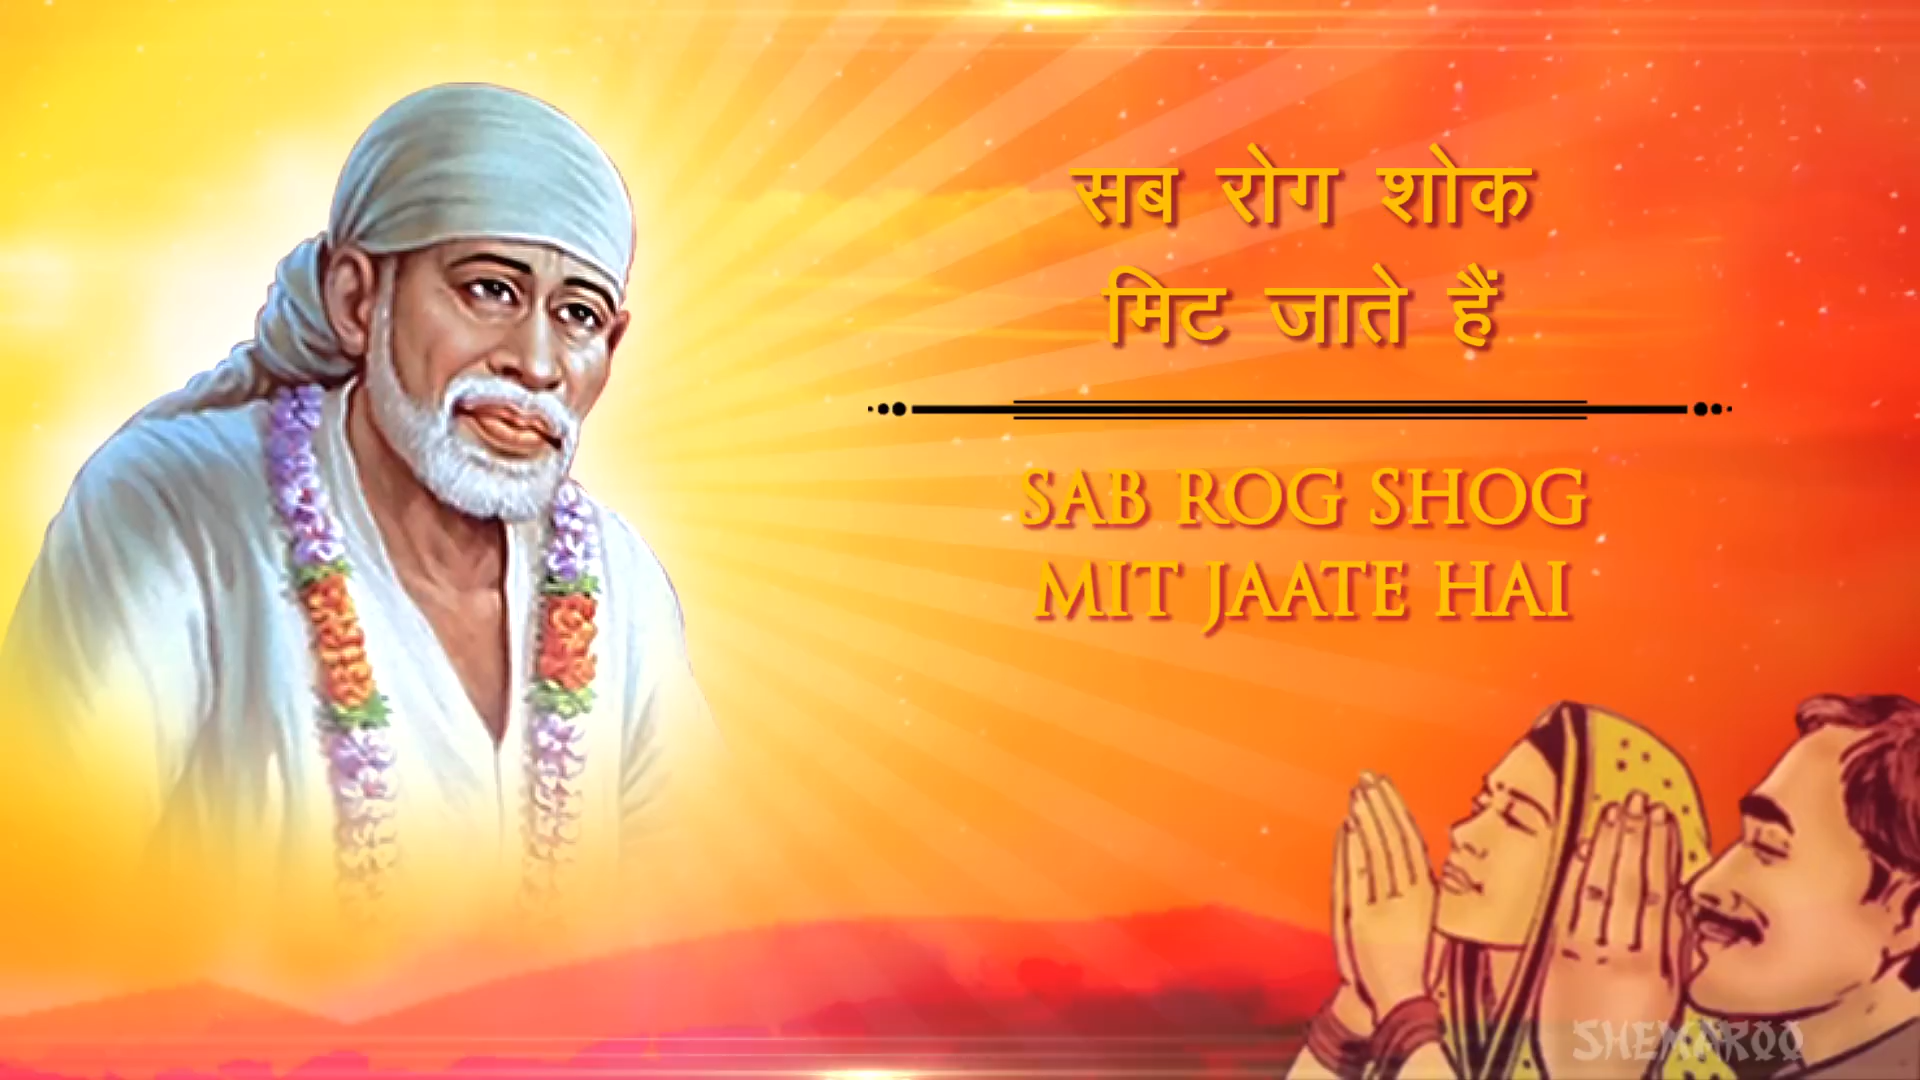 सब रोग शोक
मिट जाते हैं
SAB ROG SHOG
MIT JAATE HAI
SHEMAROO